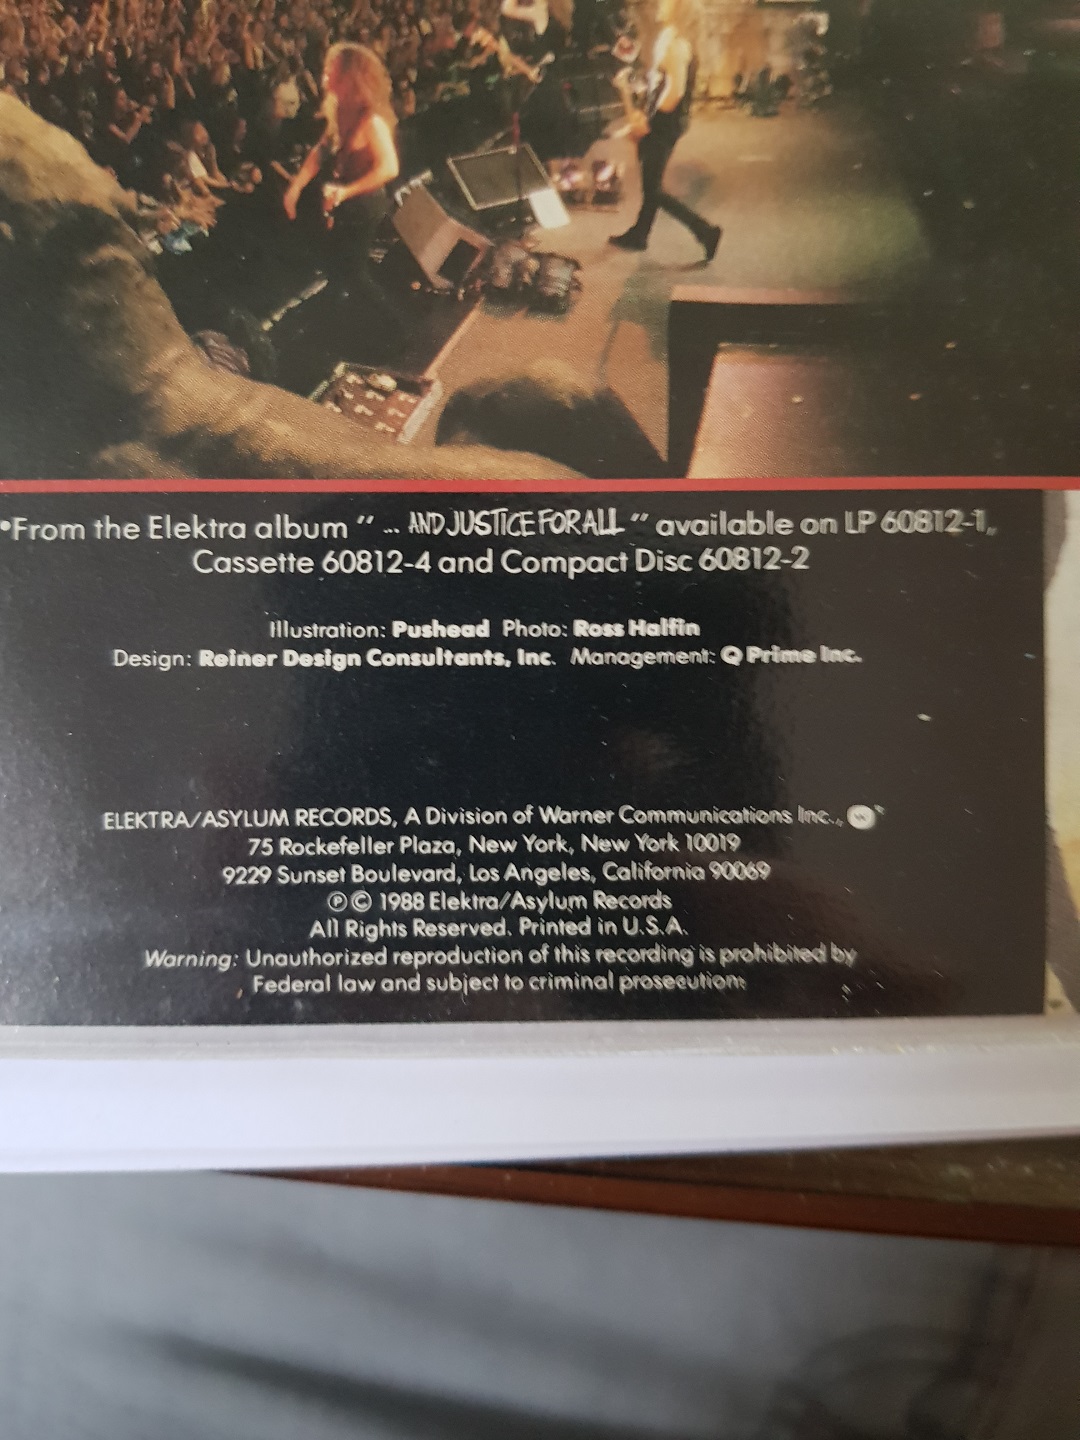 •From the Elektra album “ ... AND JUSTICE FOR ALL ” available on LP 60812-1,
Cassette 60812-4 and Compact Disc 60812-2
Illustration: Pushead Photo: Ross Halfin
Design: Reiner Design Consultants, Inc. Management: Q Prime Inc.
ELEKTRA/ASYLUM RECORDS, A Division of Warner Communications Inc.,
75 Rockefeller Plaza, New York, New York 10019
9229 Sunset Boulevard, Los Angeles, California 90069
℗ © 1988 Elektra/Asylum Records
All Rights Reserved. Printed in U.S.A.
Warning: Unauthorized reproduction of this recording is prohibited by
Federal law and subject to criminal prosecution.